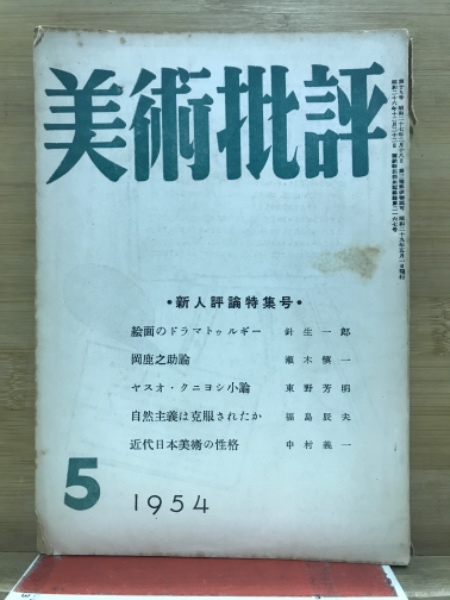 美術批評
•新人評論特集号•
絵画のドラマトゥルギー 針生一郎
岡鹿之助論 瀬木慎一
ヤスオ・クニヨシ小論 東野芳明
自然主義は克服されたか 福島辰夫
近代日本美術の性格 中村義一
5
1954